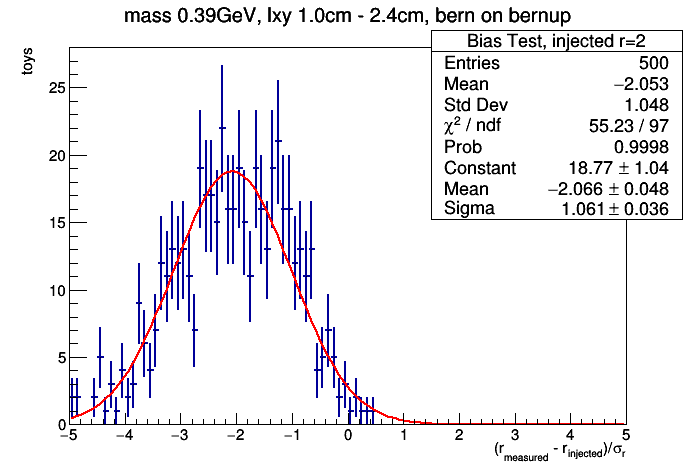 mass 0.39GeV, lxy 1.0cm - 2.4cm, bern on bernup
Bias Test, injected r=2
Entries 500
Mean −2.053
Std Dev 1.048
χ² / ndf 55.23 / 97
Prob 0.9998
Constant 18.77 ± 1.04
Mean −2.066 ± 0.048
Sigma 1.061 ± 0.036
toys
25
20
15
10
5
0
−5 −4 −3 −2 −1 0 1 2 3 4 5
(r_measured - r_injected)/σ_r